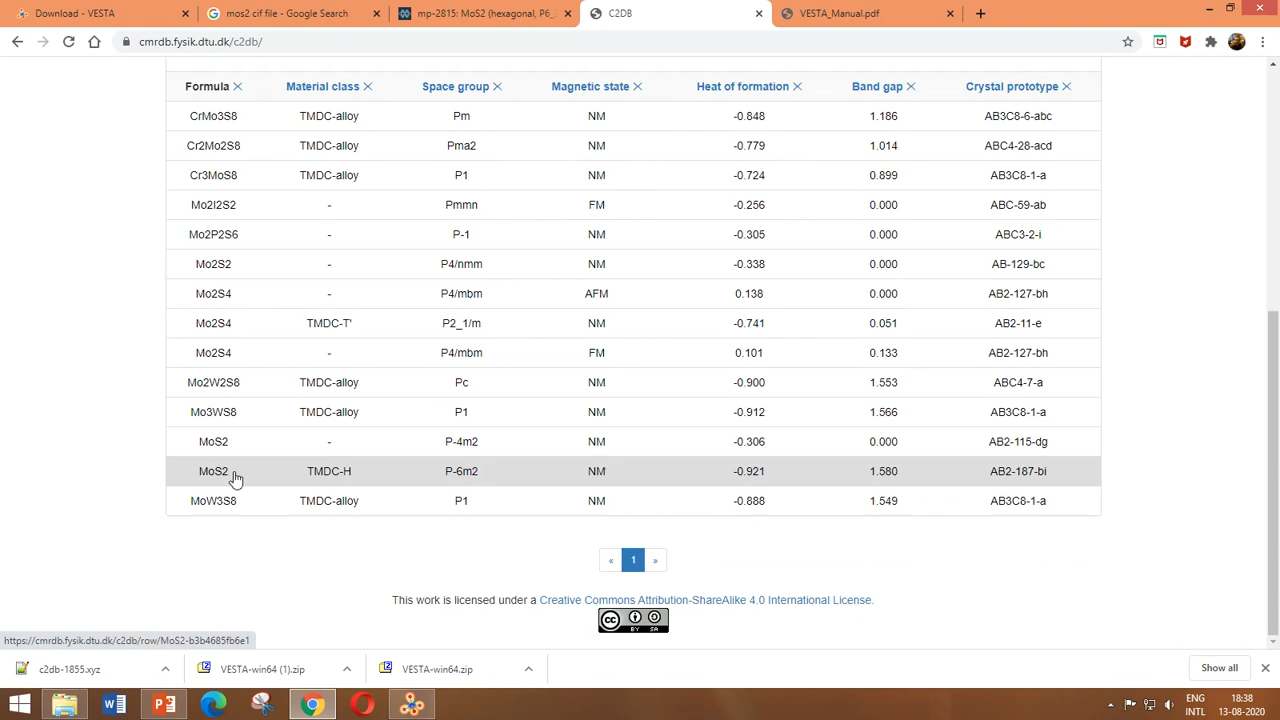 Download - VESTA
mos2 cif file - Google Search
mp-2815: MoS2 (hexagonal, P6_
C2DB
VESTA_Manual.pdf
cmrdb.fysik.dtu.dk/c2db/
Formula Material class Space group Magnetic state Heat of formation Band gap Crystal prototype
CrMo3S8 TMDC-alloy Pm NM -0.848 1.186 AB3C8-6-abc
Cr2Mo2S8 TMDC-alloy Pma2 NM -0.779 1.014 ABC4-28-acd
Cr3MoS8 TMDC-alloy P1 NM -0.724 0.899 AB3C8-1-a
Mo2I2S2 - Pmmn FM -0.256 0.000 ABC-59-ab
Mo2P2S6 - P-1 NM -0.305 0.000 ABC3-2-i
Mo2S2 - P4/nmm NM -0.338 0.000 AB-129-bc
Mo2S4 - P4/mbm AFM 0.138 0.000 AB2-127-bh
Mo2S4 TMDC-T' P2_1/m NM -0.741 0.051 AB2-11-e
Mo2S4 - P4/mbm FM 0.101 0.133 AB2-127-bh
Mo2W2S8 TMDC-alloy Pc NM -0.900 1.553 ABC4-7-a
Mo3WS8 TMDC-alloy P1 NM -0.912 1.566 AB3C8-1-a
MoS2 - P-4m2 NM -0.306 0.000 AB2-115-dg
MoS2 TMDC-H P-6m2 NM -0.921 1.580 AB2-187-bi
MoW3S8 TMDC-alloy P1 NM -0.888 1.549 AB3C8-1-a
« 1 »
This work is licensed under a Creative Commons Attribution-ShareAlike 4.0 International License.
CC BY SA
https://cmrdb.fysik.dtu.dk/c2db/row/MoS2-b3b4685fb6e1
c2db-1855.xyz
VESTA-win64 (1).zip
VESTA-win64.zip
Show all
ENG 18:38
INTL 13-08-2020